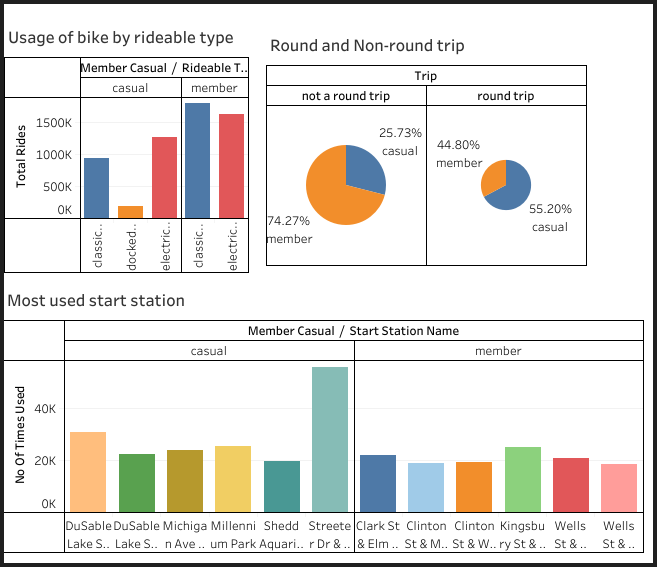 Usage of bike by rideable type
Member Casual / Rideable T..
casual
member
Total Rides
1500K
1000K
500K
0K
classic..
docked..
electric..
classic..
electric..
Round and Non-round trip
Trip
not a round trip
round trip
25.73%
casual
74.27%
member
44.80%
member
55.20%
casual
Most used start station
Member Casual / Start Station Name
casual
member
No Of Times Used
40K
20K
0K
DuSable
Lake S..
DuSable
Lake S..
Michiga
n Ave ..
Millenni
um Park
Shedd
Aquari..
Streete
r Dr & ..
Clark St
& Elm ..
Clinton
St & M..
Clinton
St & W..
Kingsbu
ry St & ..
Wells
St & ..
Wells
St & ..